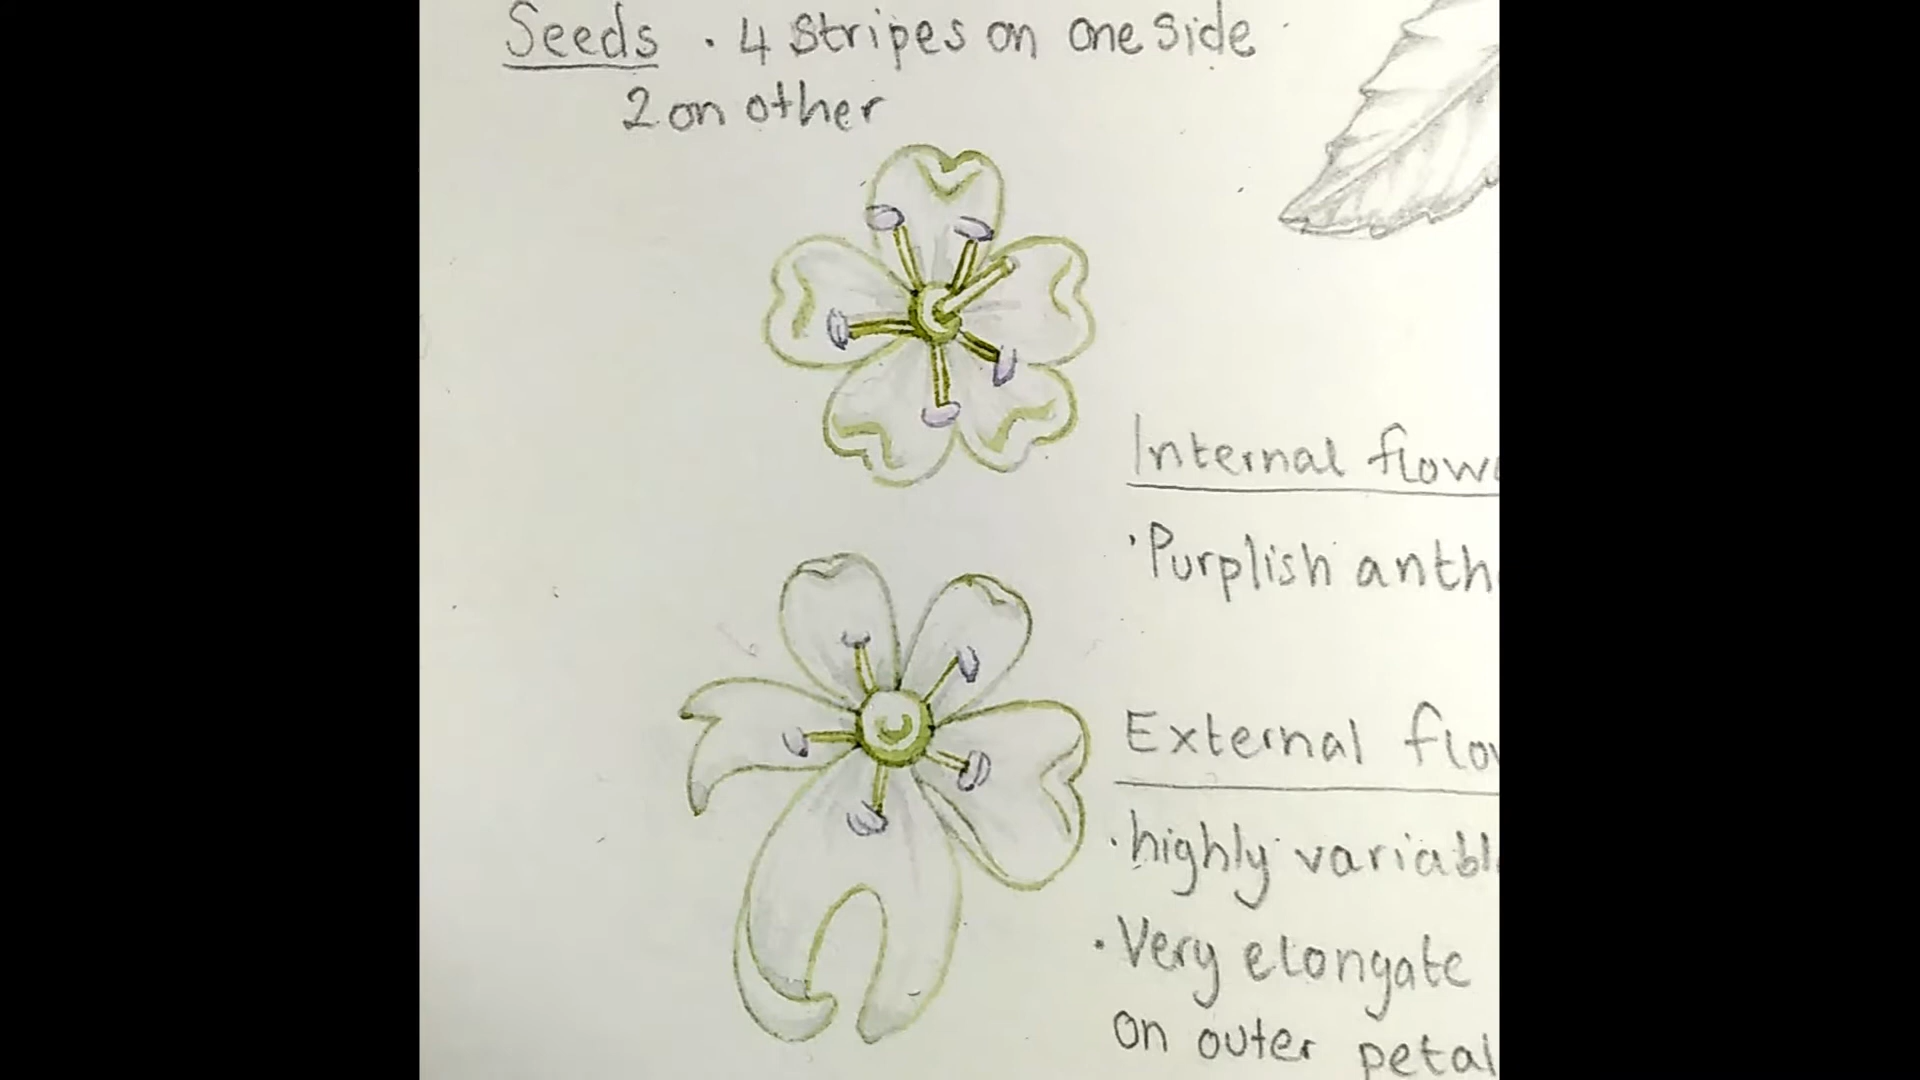 Seeds · 4 stripes on one side
2 on other
Internal flow
· Purplish anth
External flo
· highly variabl
· Very elongate
on outer petal